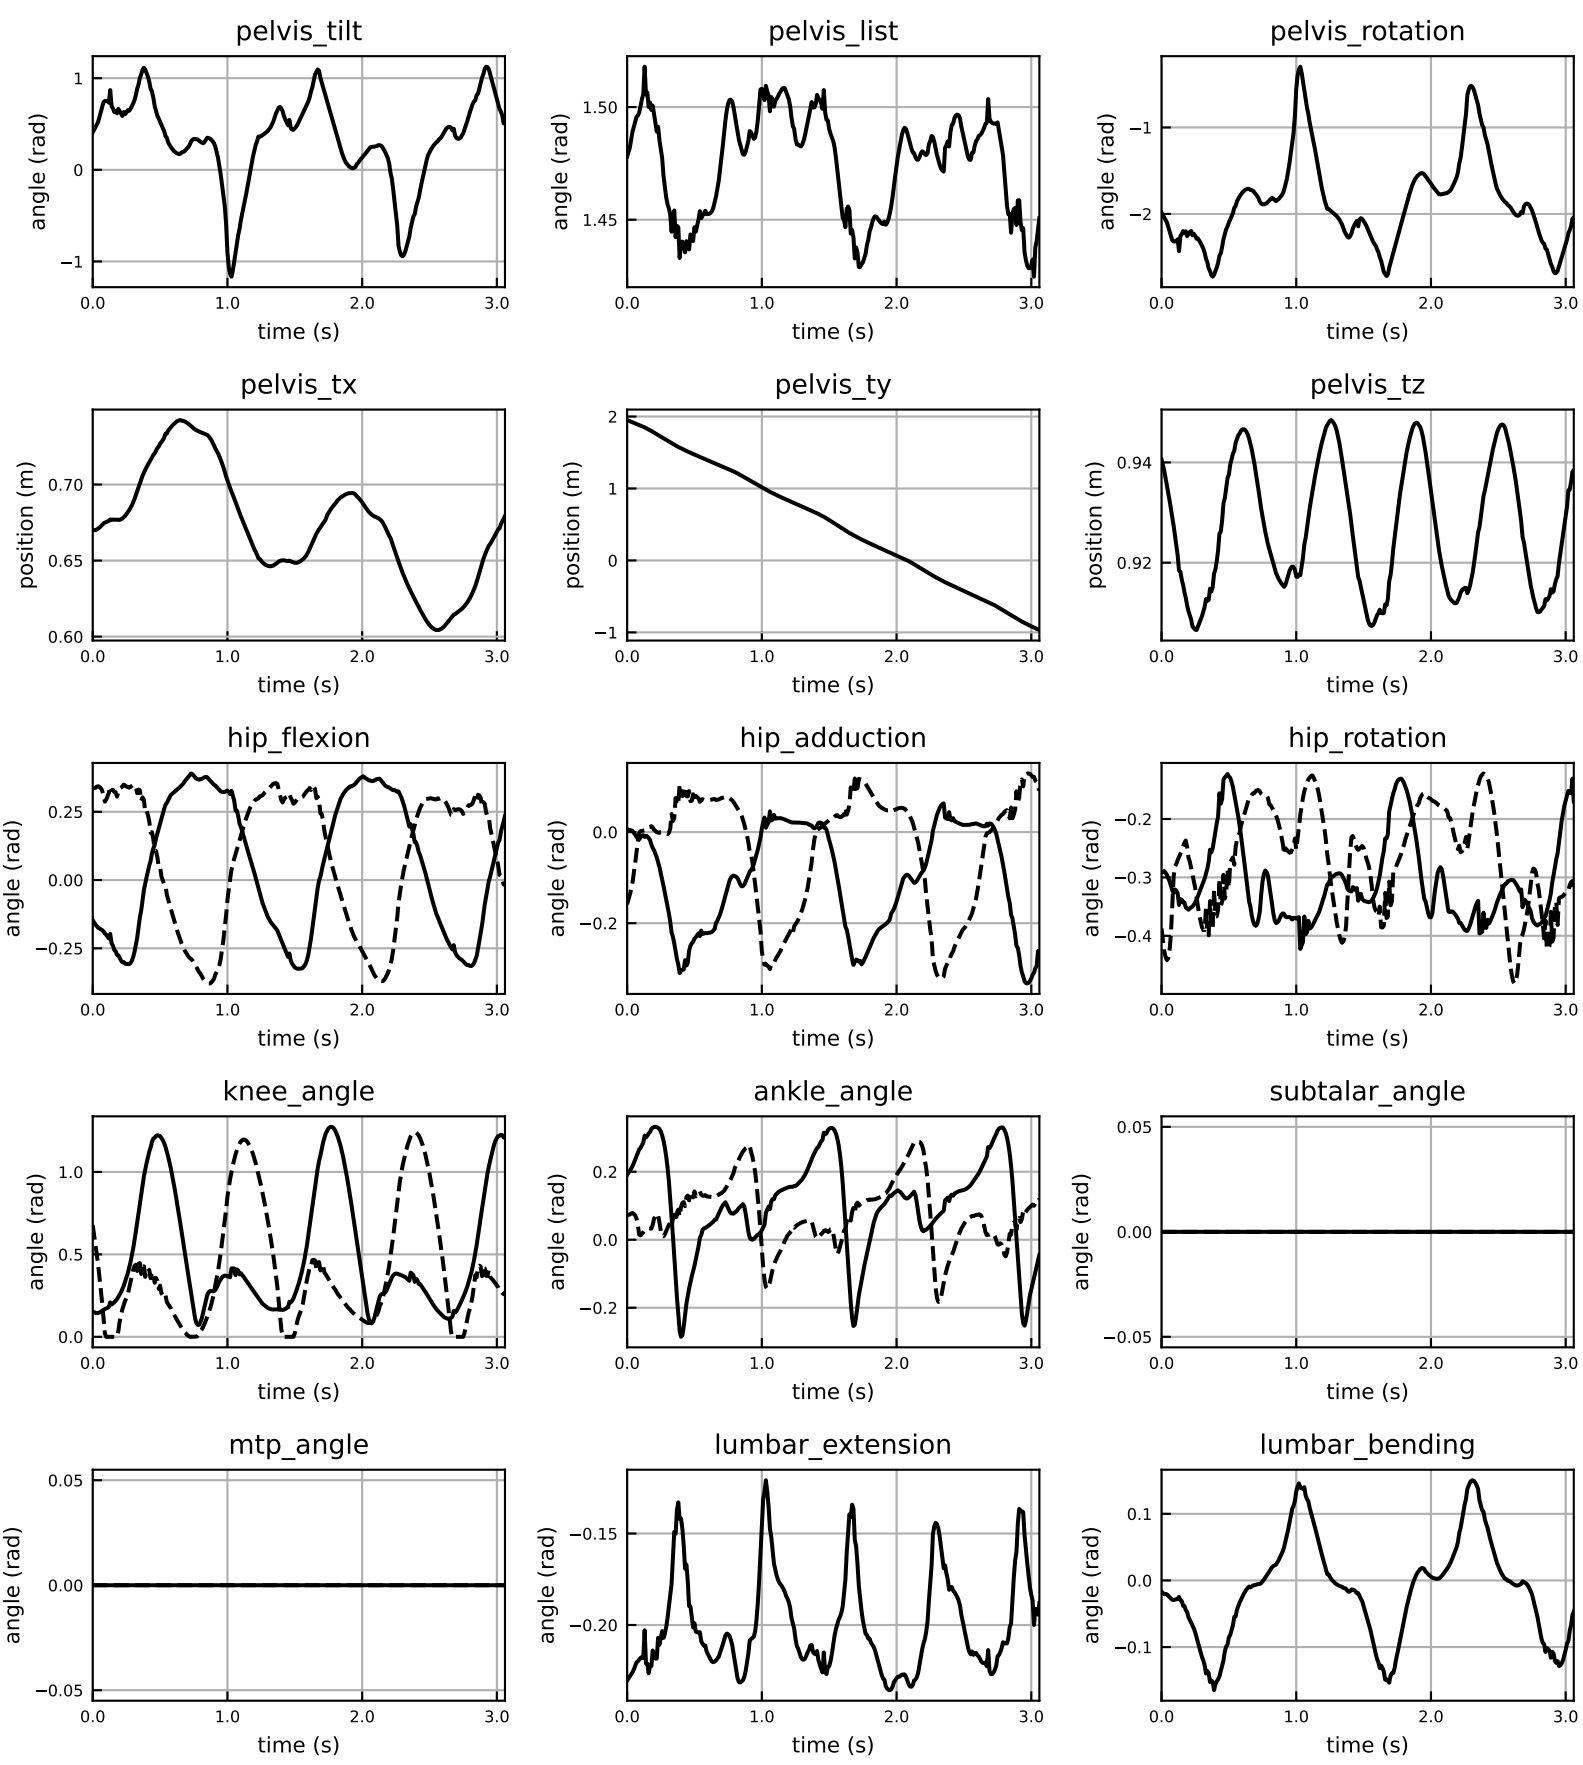 pelvis_tilt
angle (rad)
1
0
−1
0.0 1.0 2.0 3.0
time (s)
pelvis_list
angle (rad)
1.50
1.45
0.0 1.0 2.0 3.0
time (s)
pelvis_rotation
angle (rad)
−1
−2
0.0 1.0 2.0 3.0
time (s)
pelvis_tx
position (m)
0.70
0.65
0.60
0.0 1.0 2.0 3.0
time (s)
pelvis_ty
position (m)
2
1
0
−1
0.0 1.0 2.0 3.0
time (s)
pelvis_tz
position (m)
0.94
0.92
0.0 1.0 2.0 3.0
time (s)
hip_flexion
angle (rad)
0.25
0.00
−0.25
0.0 1.0 2.0 3.0
time (s)
hip_adduction
angle (rad)
0.0
−0.2
0.0 1.0 2.0 3.0
time (s)
hip_rotation
angle (rad)
−0.2
−0.3
−0.4
0.0 1.0 2.0 3.0
time (s)
knee_angle
angle (rad)
1.0
0.5
0.0
0.0 1.0 2.0 3.0
time (s)
ankle_angle
angle (rad)
0.2
0.0
−0.2
0.0 1.0 2.0 3.0
time (s)
subtalar_angle
angle (rad)
0.05
0.00
−0.05
0.0 1.0 2.0 3.0
time (s)
mtp_angle
angle (rad)
0.05
0.00
−0.05
0.0 1.0 2.0 3.0
time (s)
lumbar_extension
angle (rad)
−0.15
−0.20
0.0 1.0 2.0 3.0
time (s)
lumbar_bending
angle (rad)
0.1
0.0
−0.1
0.0 1.0 2.0 3.0
time (s)